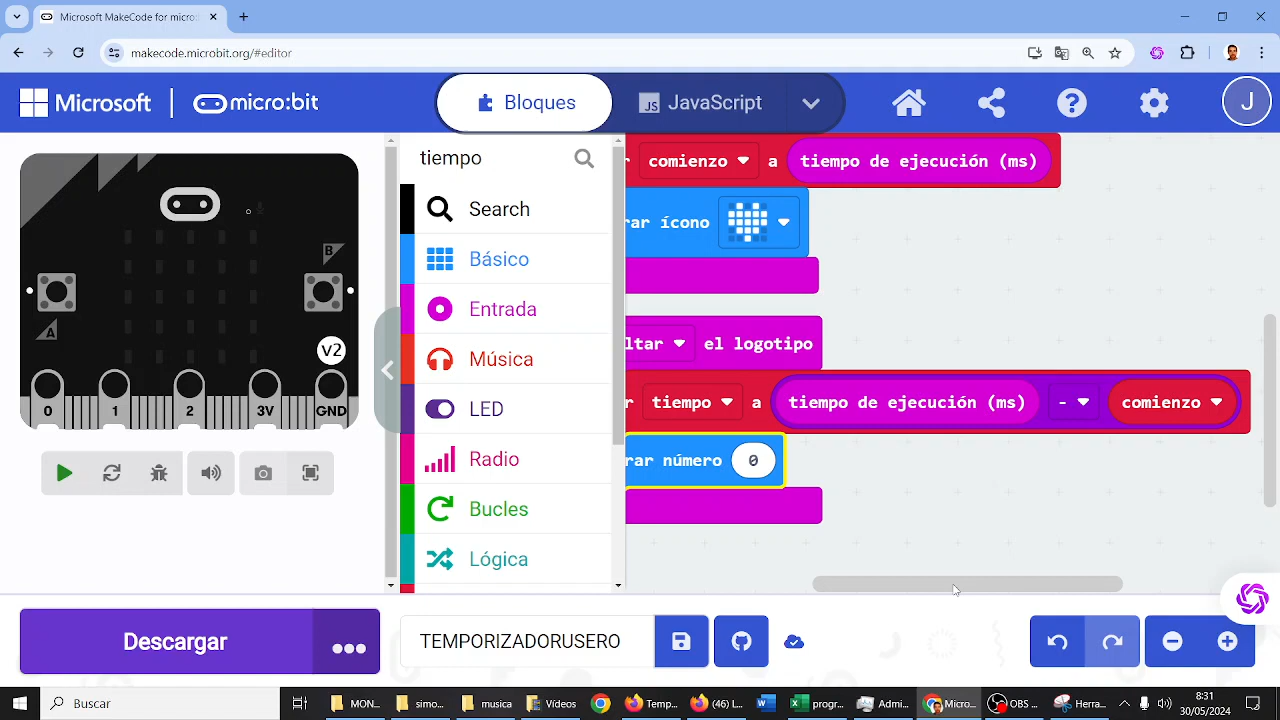 Microsoft MakeCode for micro:
makecode.microbit.org/#editor
Microsoft
micro:bit
Bloques
JS
JavaScript
J
tiempo
Search
Básico
Entrada
Música
LED
Radio
Bucles
Lógica
comienzo a tiempo de ejecución (ms)
rar ícono
ltar el logotipo
r tiempo a tiempo de ejecución (ms) - comienzo
rar número 0
A
B
V2
0 1 2 3V GND
Descargar
TEMPORIZADORUSERO
Buscar
MON...
simo...
musica
Vídeos
Temp...
(46) L...
progr...
Admi...
Micro...
OBS ...
Herra...
8:31
30/05/2024